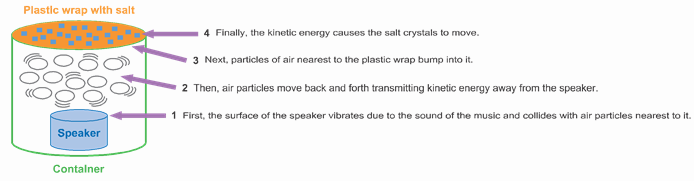 Plastic wrap with salt
4 Finally, the kinetic energy causes the salt crystals to move.
3 Next, particles of air nearest to the plastic wrap bump into it.
2 Then, air particles move back and forth transmitting kinetic energy away from the speaker.
1 First, the surface of the speaker vibrates due to the sound of the music and collides with air particles nearest to it.
Speaker
Container